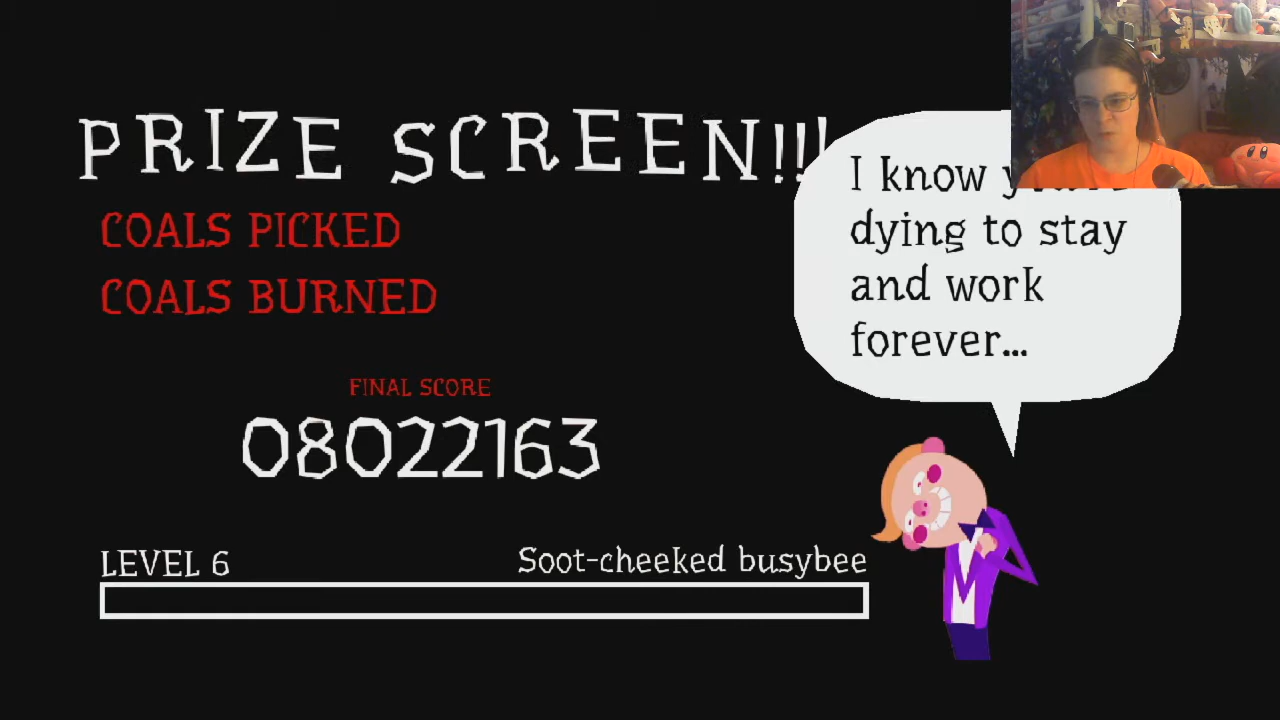 PRIZE SCREEN!!!
COALS PICKED
COALS BURNED
FINAL SCORE
08022163
LEVEL 6
Soot-cheeked busybee
I know
dying to stay
and work
forever...